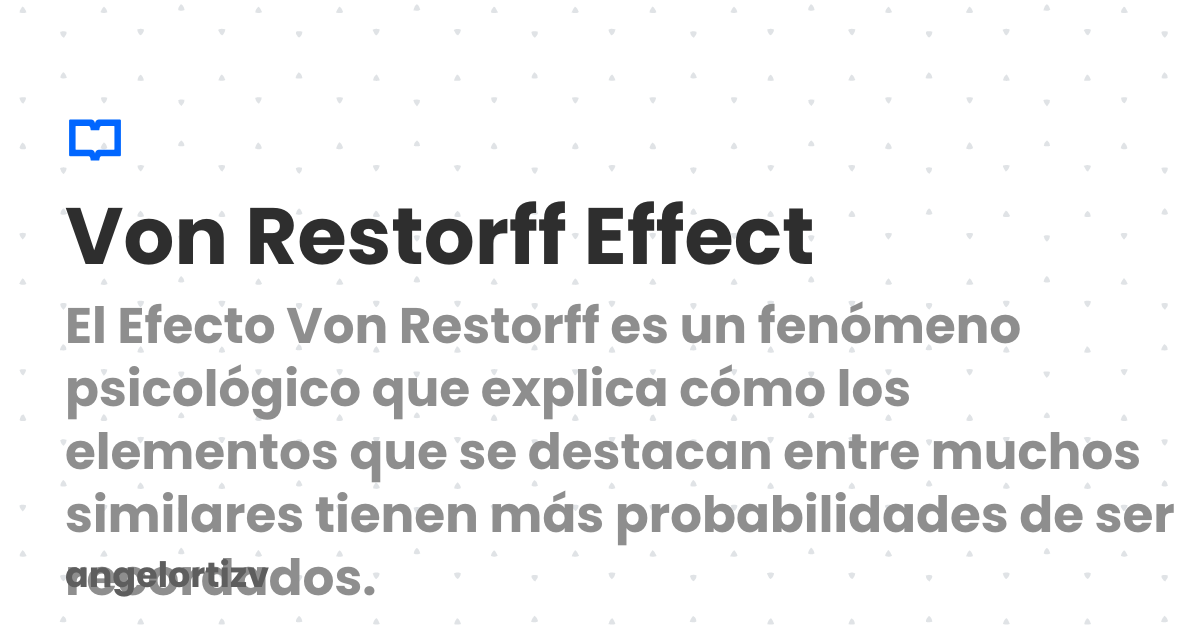 Von Restorff Effect
El Efecto Von Restorff es un fenómeno
psicológico que explica cómo los
elementos que se destacan entre muchos
similares tienen más probabilidades de ser
recordados.
angelortizv